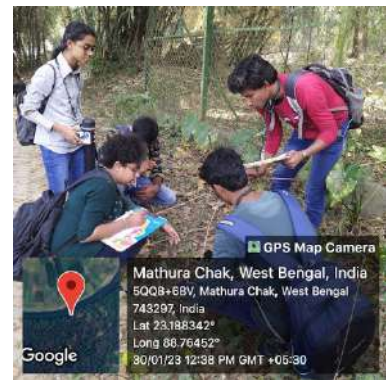 GPS Map Camera
Mathura Chak, West Bengal, India
5QQ8+6BV, Mathura Chak, West Bengal
743297, India
Lat 23.188342°
Long 88.76452°
30/01/23 12:38 PM GMT +05:30
Google